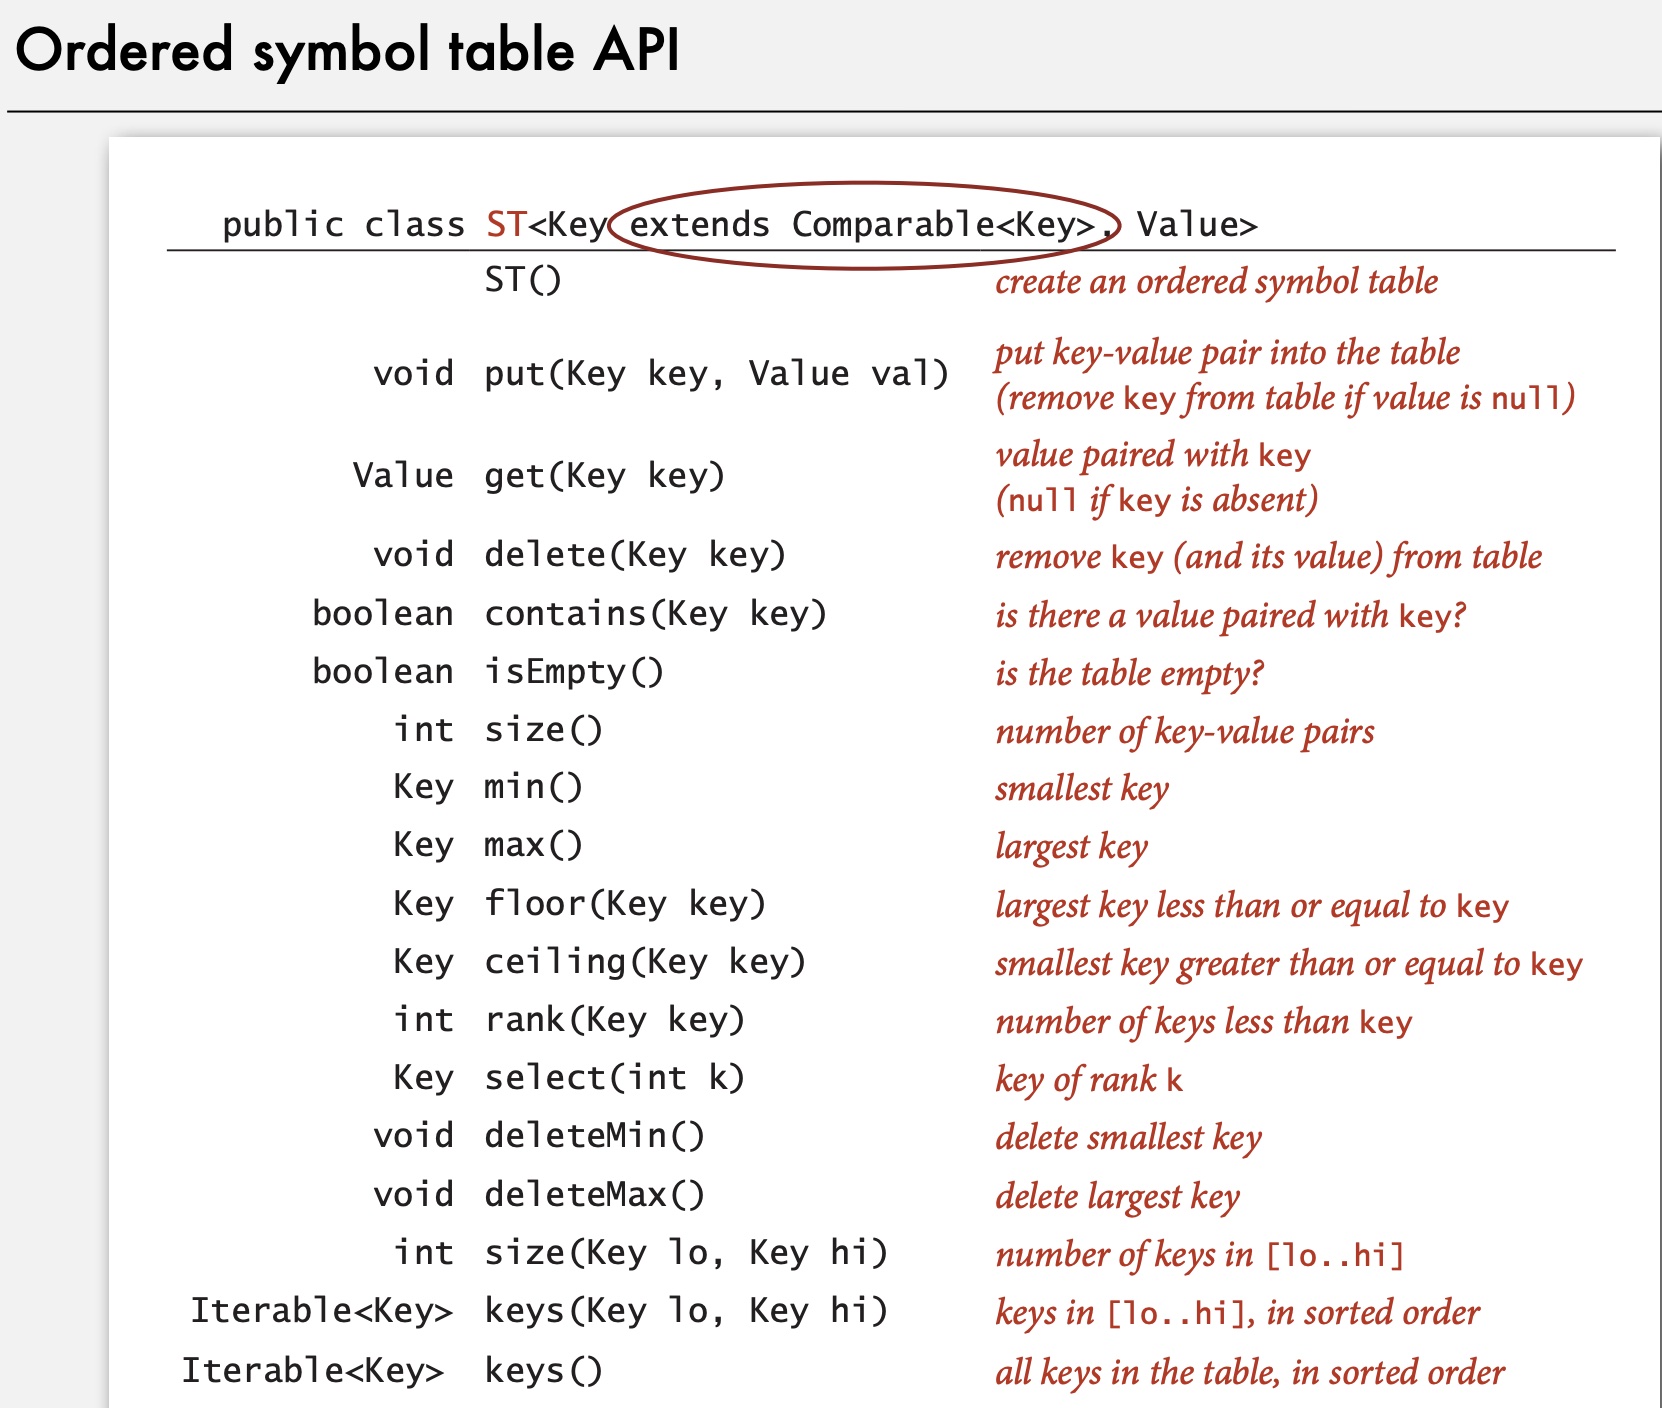 Ordered symbol table API
public class ST<Key extends Comparable<Key>, Value>
ST() create an ordered symbol table
void put(Key key, Value val) put key-value pair into the table
(remove key from table if value is null)
Value get(Key key) value paired with key
(null if key is absent)
void delete(Key key) remove key (and its value) from table
boolean contains(Key key) is there a value paired with key?
boolean isEmpty() is the table empty?
int size() number of key-value pairs
Key min() smallest key
Key max() largest key
Key floor(Key key) largest key less than or equal to key
Key ceiling(Key key) smallest key greater than or equal to key
int rank(Key key) number of keys less than key
Key select(int k) key of rank k
void deleteMin() delete smallest key
void deleteMax() delete largest key
int size(Key lo, Key hi) number of keys in [lo..hi]
Iterable<Key> keys(Key lo, Key hi) keys in [lo..hi], in sorted order
Iterable<Key> keys() all keys in the table, in sorted order